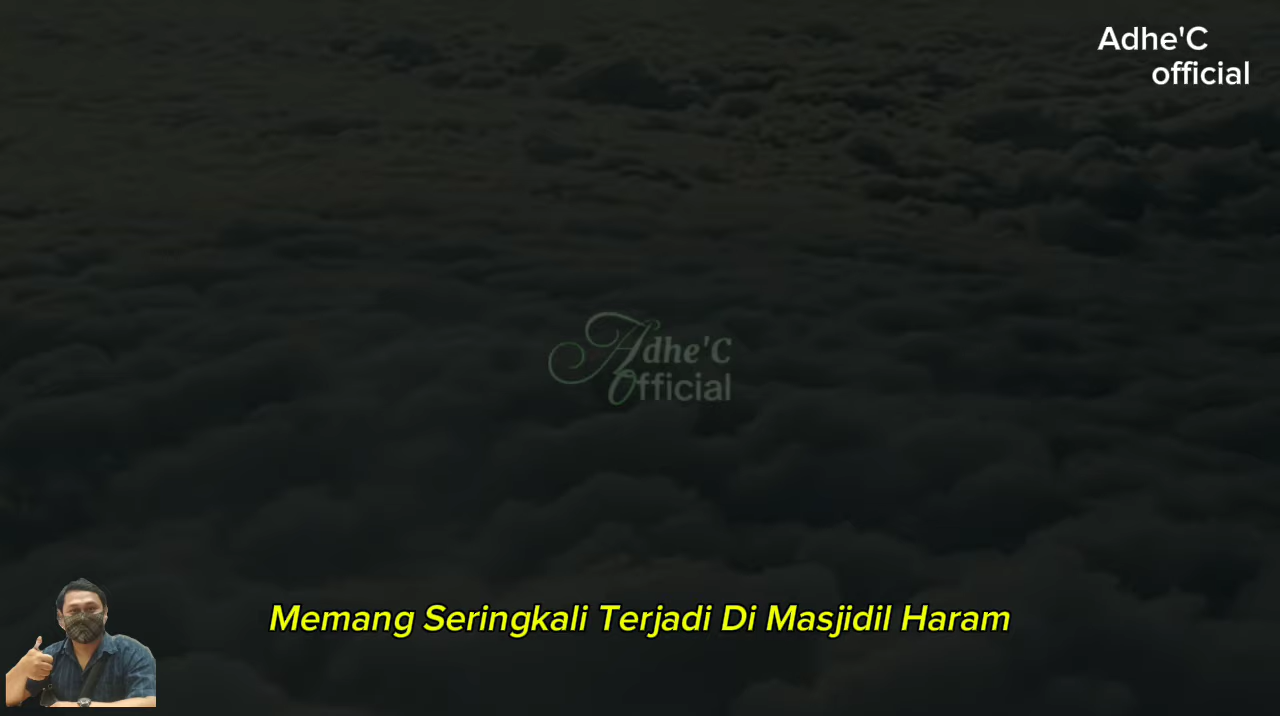 Adhe'C
official
Adhe'C
Official
Memang Seringkali Terjadi Di Masjidil Haram